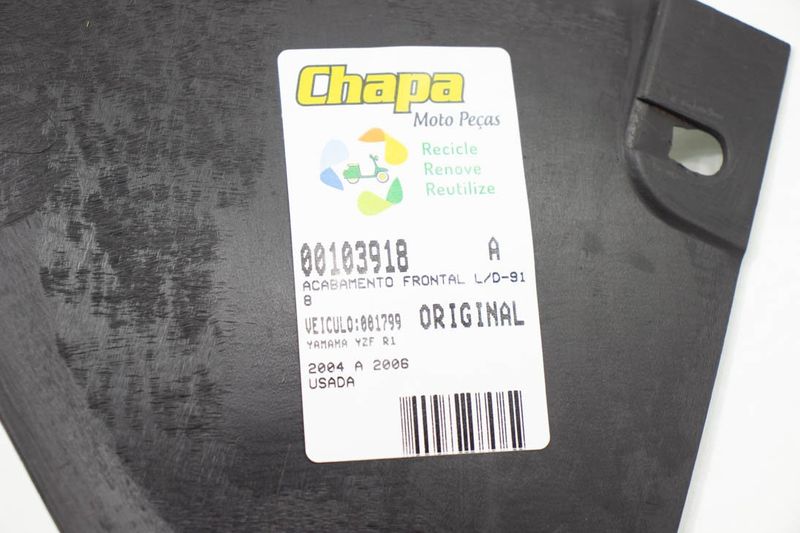 Chapa
Moto Peças
Recicle
Renove
Reutilize
00103918 A
ACABAMENTO FRONTAL L/D-91
8
VEICULO:001799 ORIGINAL
YAMAMA YZF R1
2004 A 2006
USADA